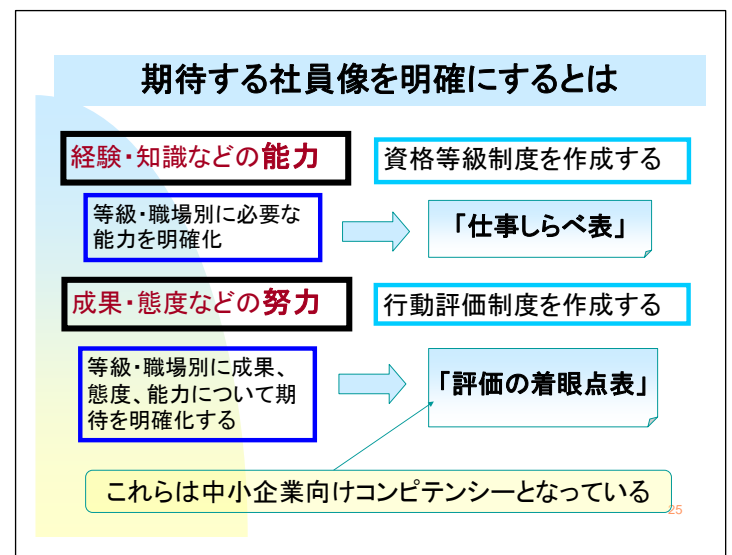 期待する社員像を明確にするとは
経験・知識などの能力
資格等級制度を作成する
等級・職場別に必要な
能力を明確化
「仕事しらべ表」
成果・態度などの努力
行動評価制度を作成する
等級・職場別に成果、
態度、能力について期
待を明確化する
「評価の着眼点表」
これらは中小企業向けコンピテンシーとなっている
25